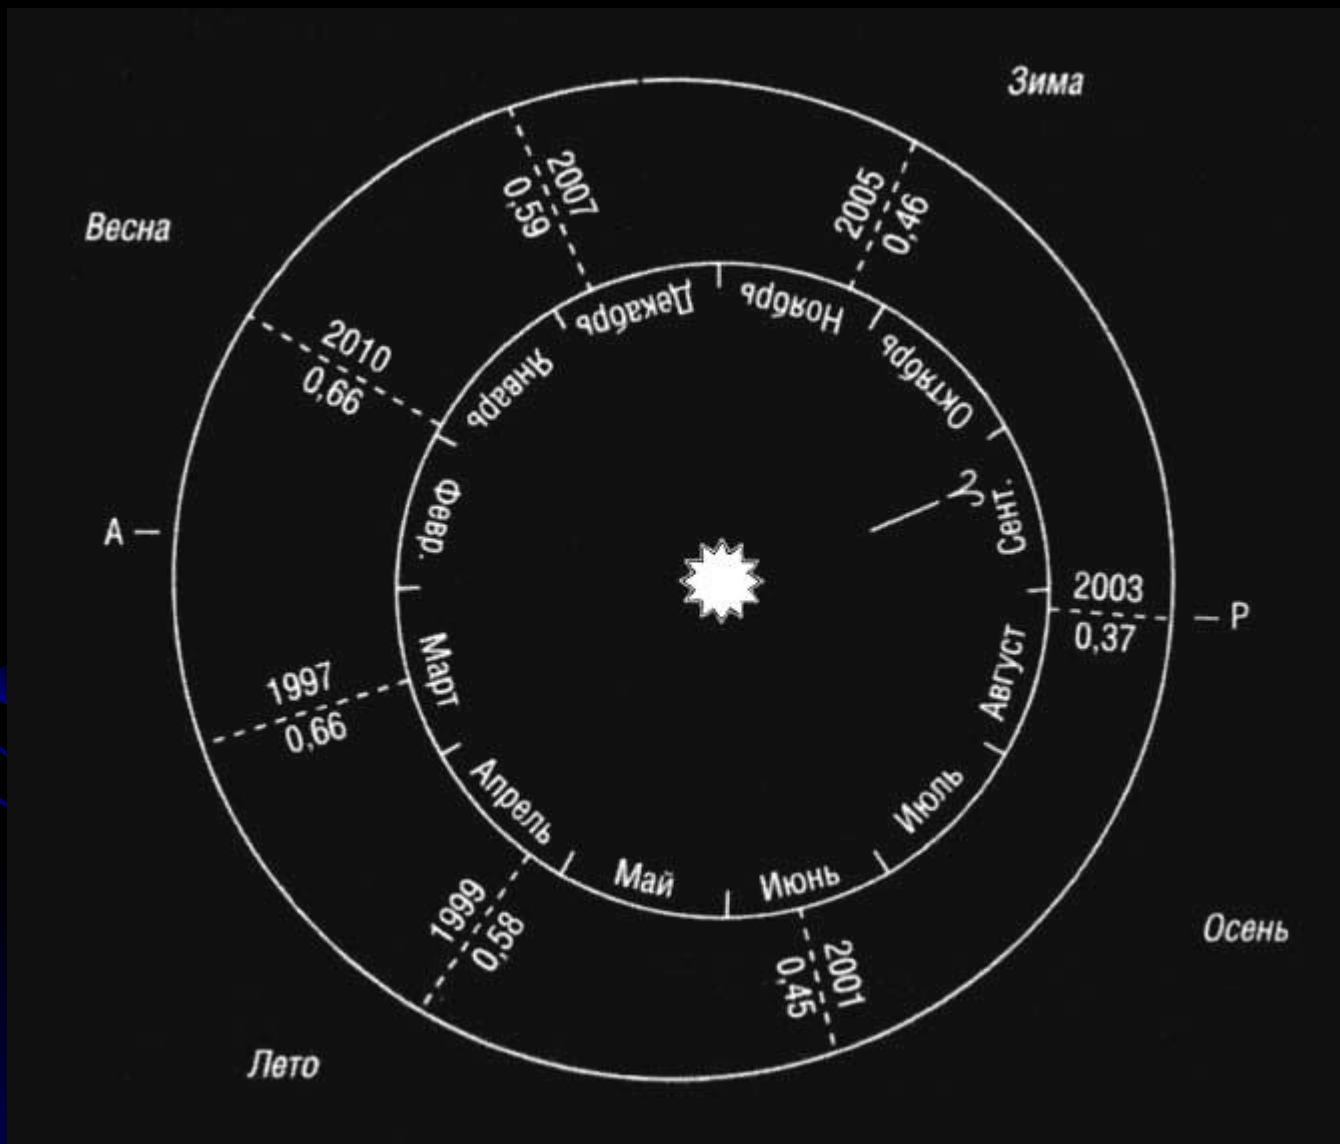 Зима
Весна
2007
0,59
2005
0,46
Декабрь
Ноябрь
2010
0,66
Январь
Октябрь
Февр.
Сент.
А
2003
0,37
Р
Март
Август
1997
0,66
Апрель
Июль
Май
Июнь
1999
0,58
2001
0,45
Осень
Лето